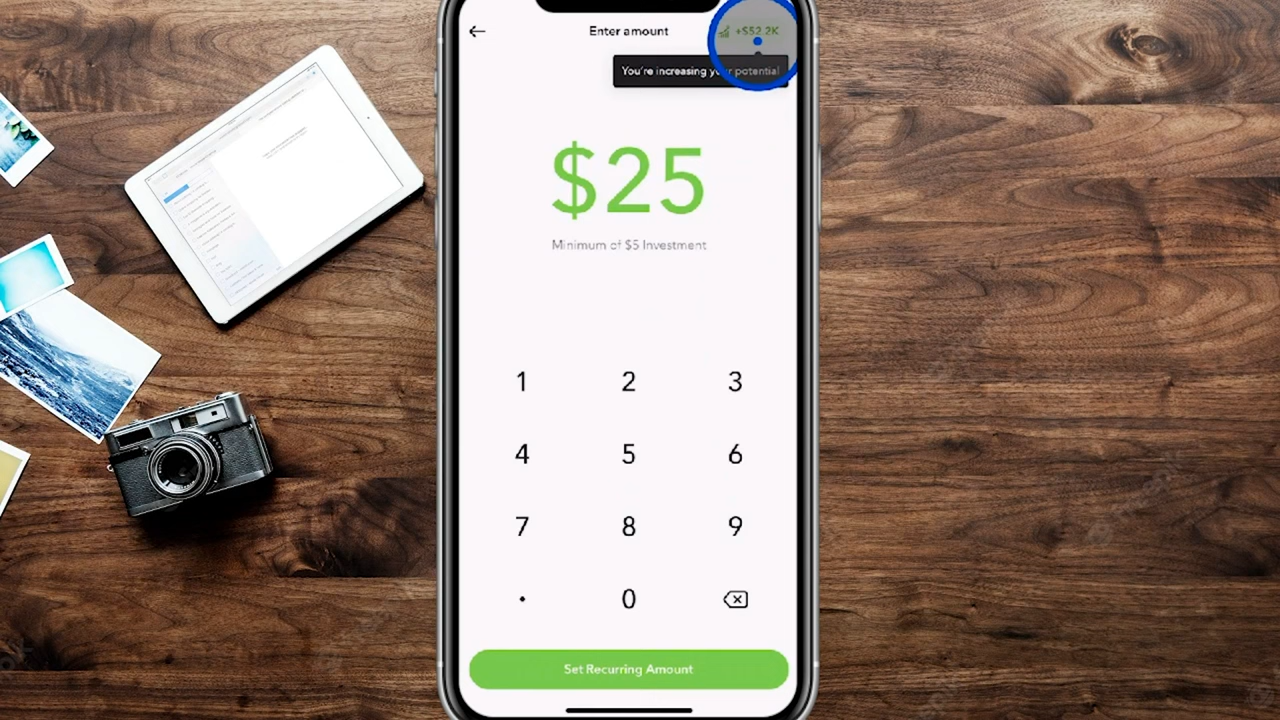 Enter amount
+$52.2K
You're increasing your potential
$25
Minimum of $5 Investment
1 2 3
4 5 6
7 8 9
. 0
Set Recurring Amount